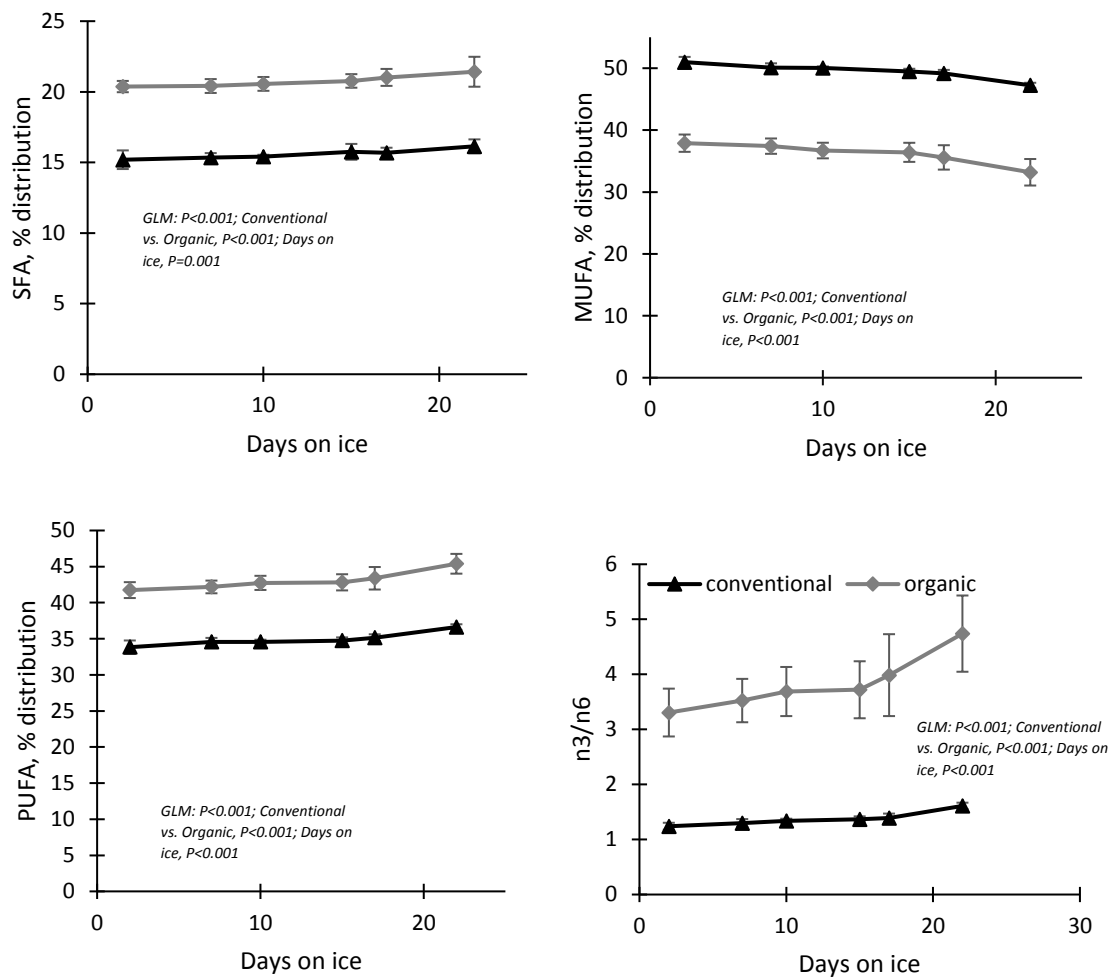 25
20
15
10
5
0
SFA, % distribution
GLM: P<0.001; Conventional
vs. Organic, P<0.001; Days on
ice, P=0.001
0 10 20
Days on ice
50
40
30
20
10
0
MUFA, % distribution
GLM: P<0.001; Conventional
vs. Organic, P<0.001; Days on
ice, P<0.001
0 10 20
Days on ice
50
45
40
35
30
25
20
15
10
5
0
PUFA, % distribution
GLM: P<0.001; Conventional
vs. Organic, P<0.001; Days on
ice, P<0.001
0 10 20
Days on ice
6
5
4
3
2
1
0
n3/n6
conventional organic
GLM: P<0.001; Conventional
vs. Organic, P<0.001; Days on
ice, P<0.001
0 10 20 30
Days on ice